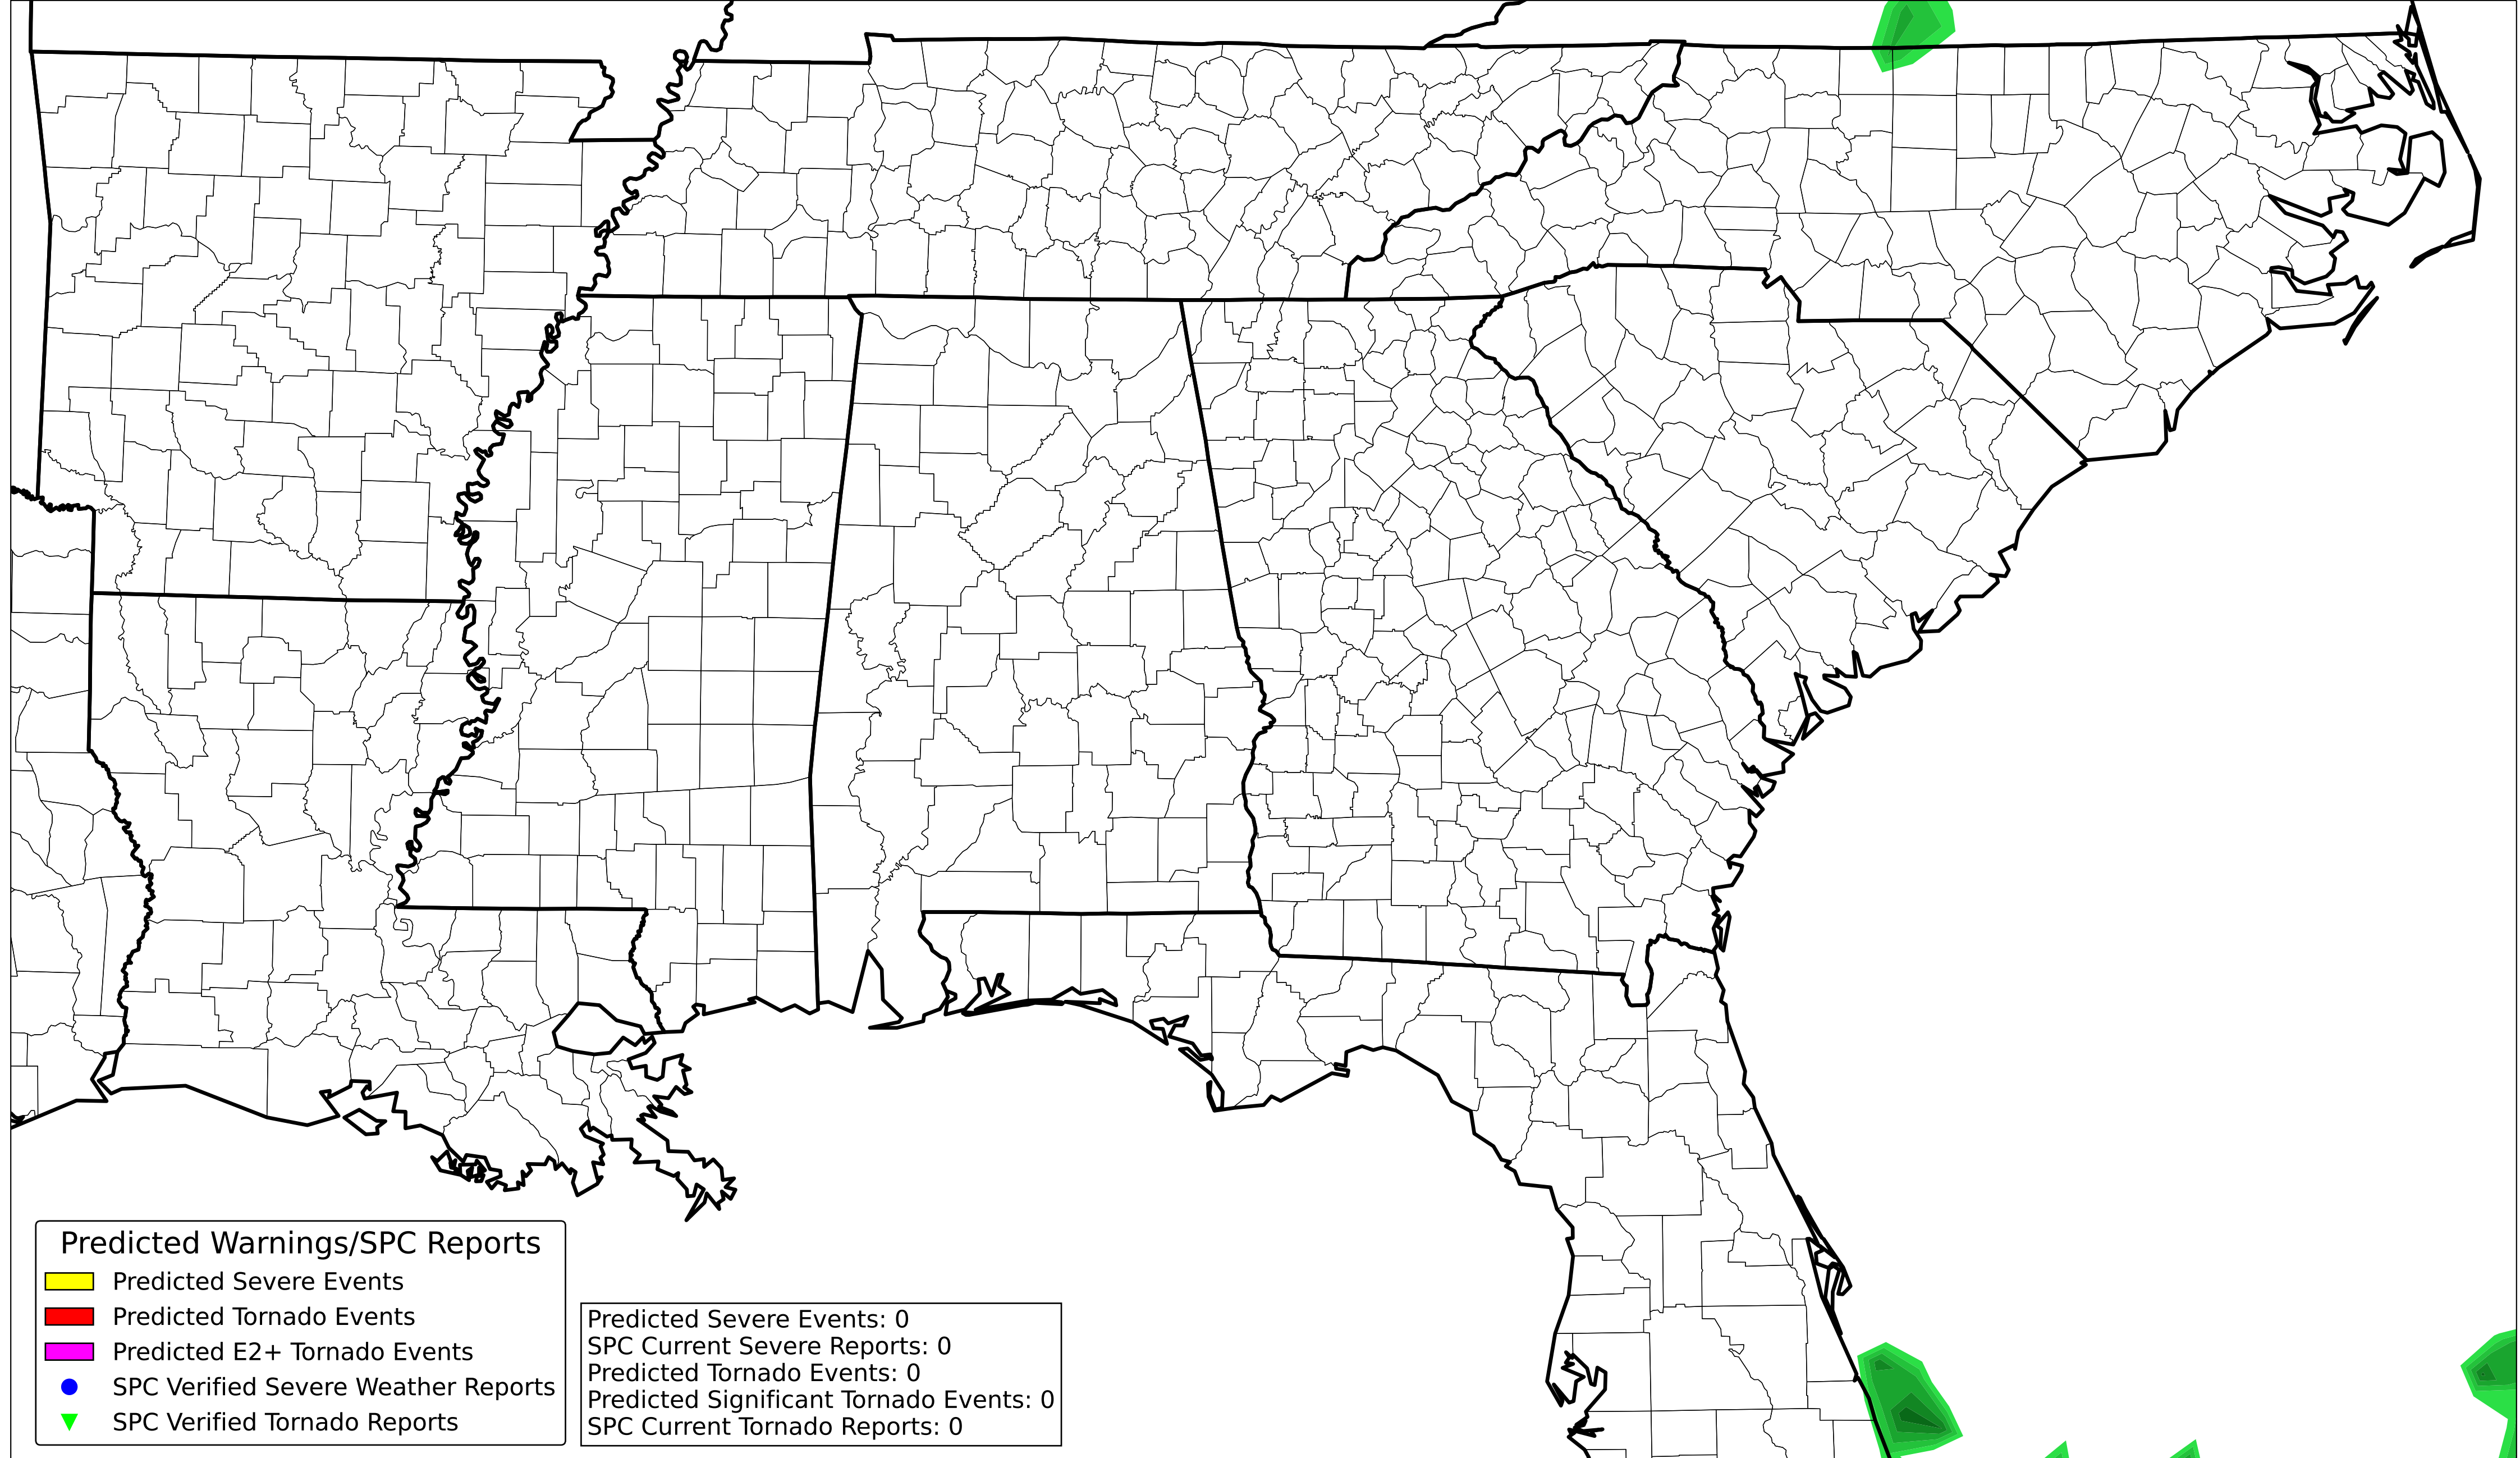 Predicted Warnings/SPC Reports
Predicted Severe Events
Predicted Tornado Events
Predicted E2+ Tornado Events
SPC Verified Severe Weather Reports
SPC Verified Tornado Reports
Predicted Severe Events: 0
SPC Current Severe Reports: 0
Predicted Tornado Events: 0
Predicted Significant Tornado Events: 0
SPC Current Tornado Reports: 0